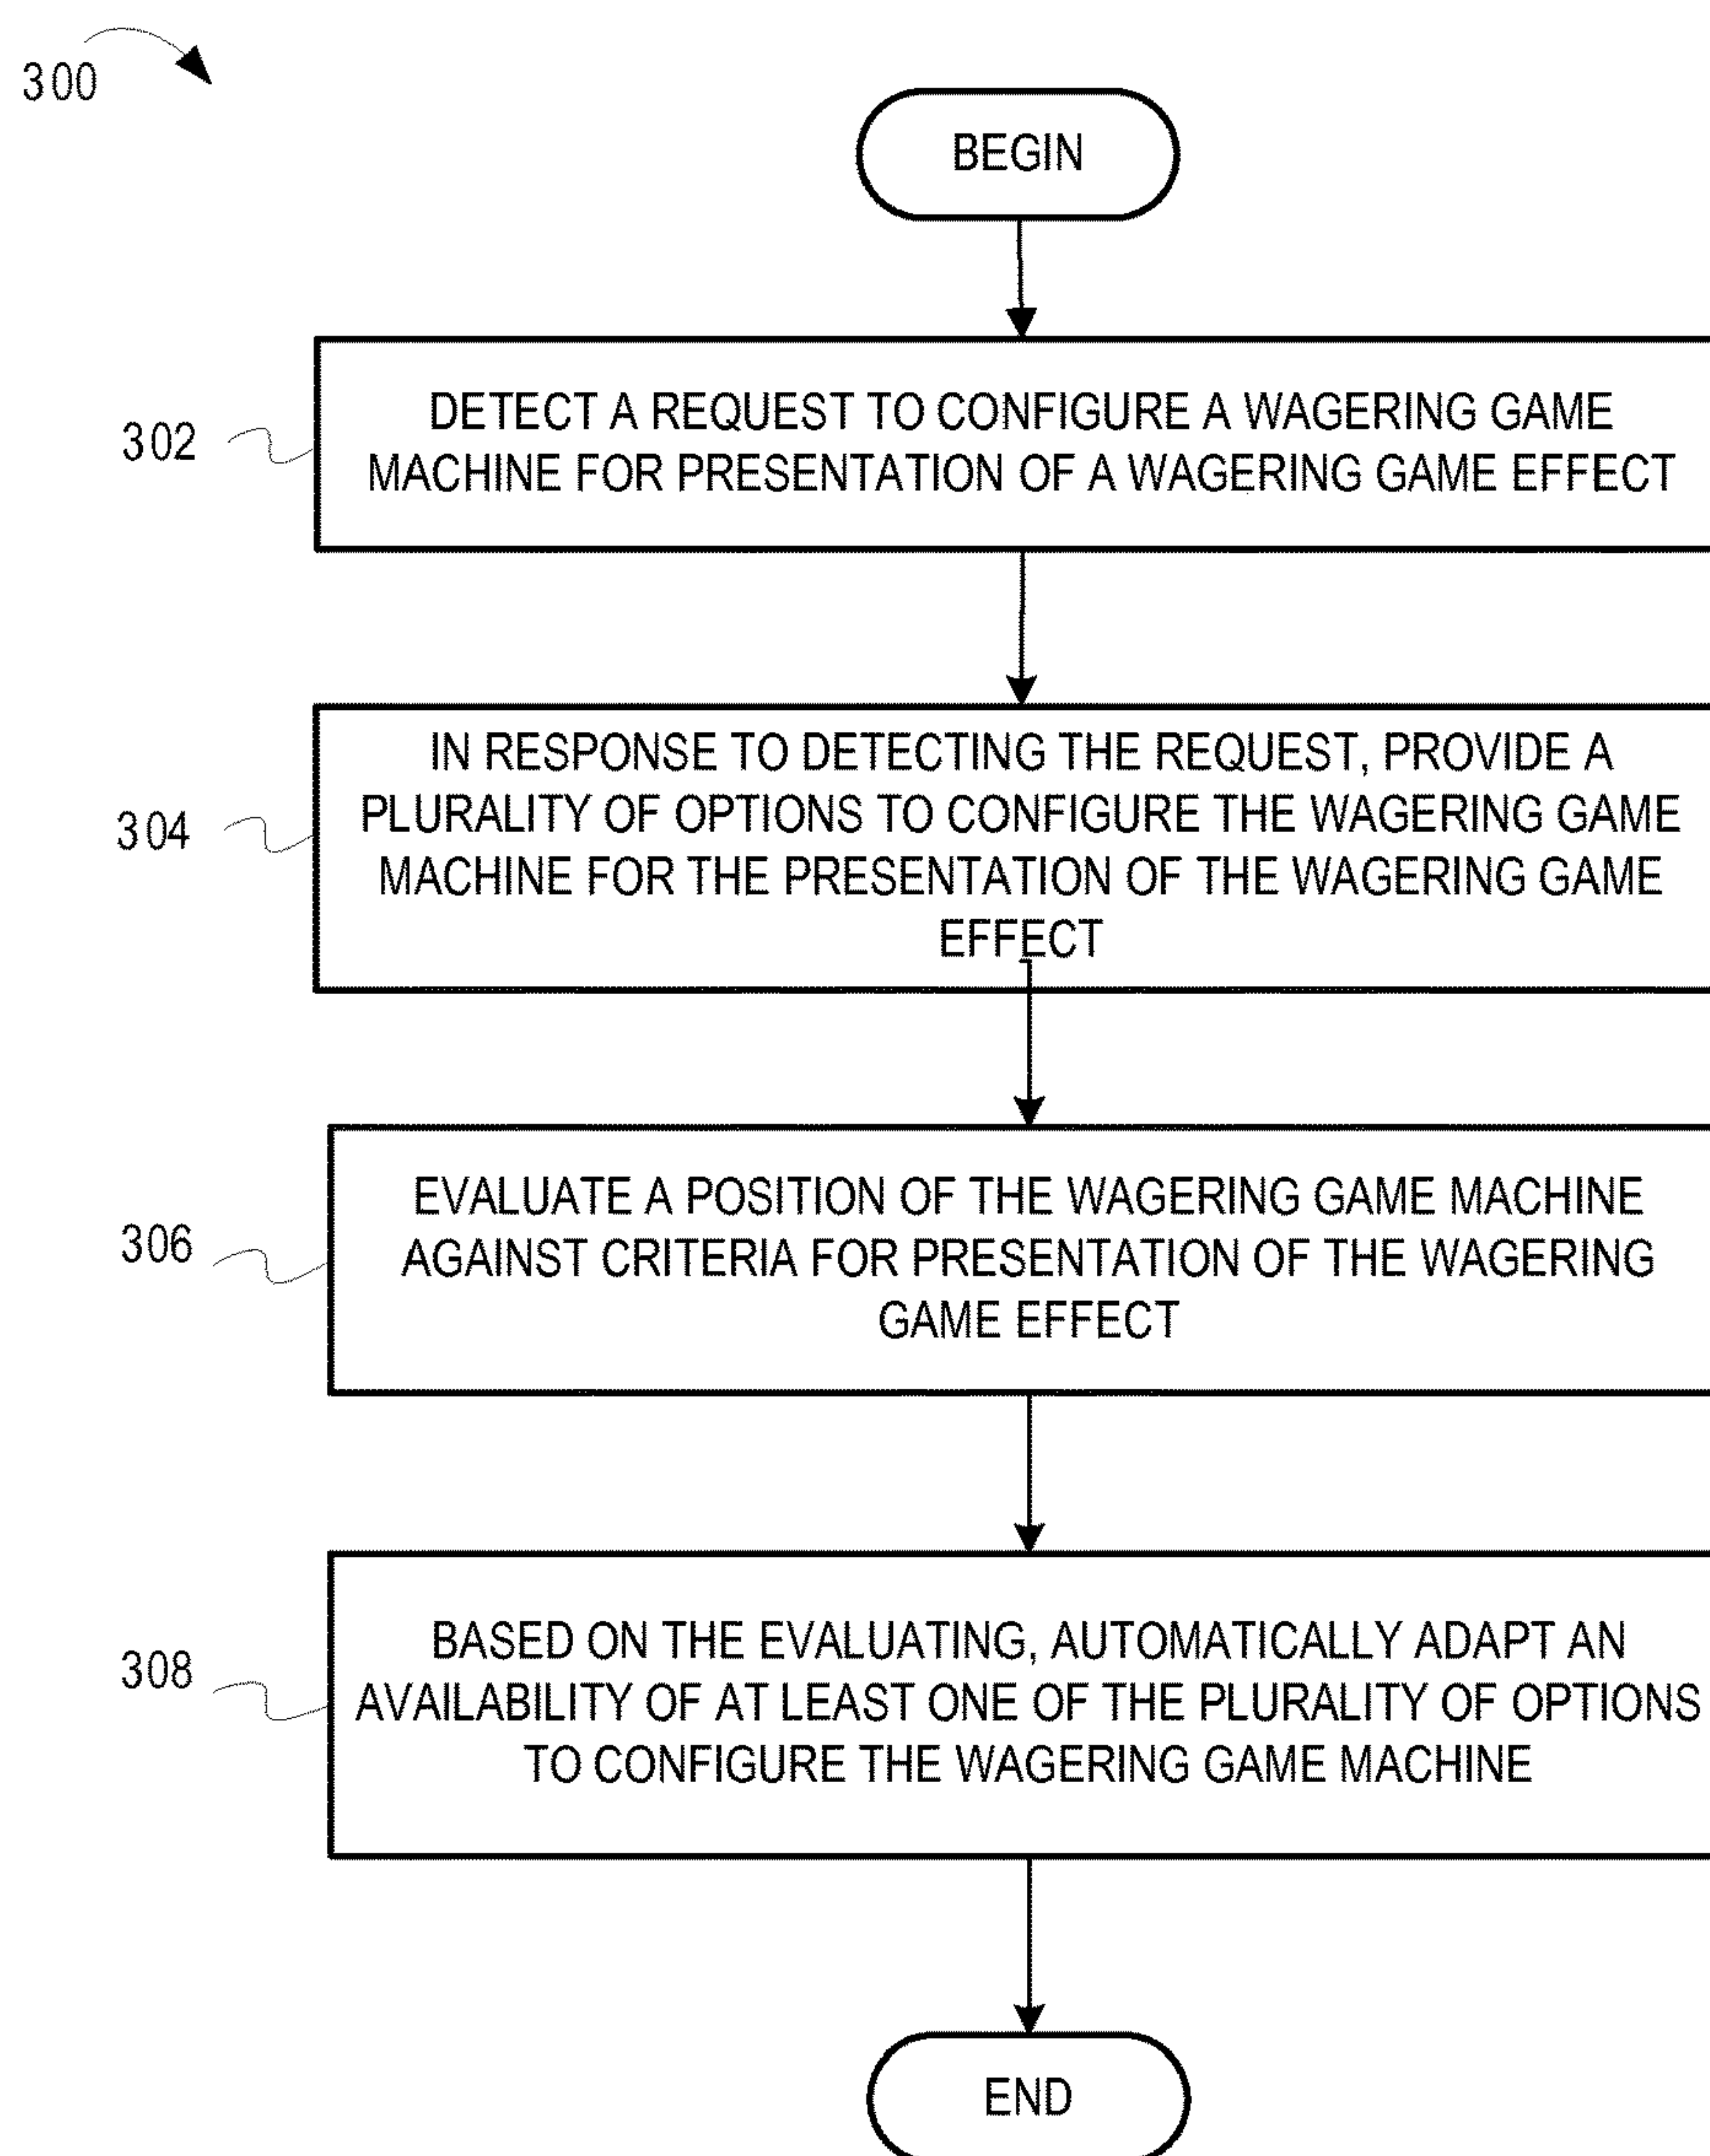 300
BEGIN
302
DETECT A REQUEST TO CONFIGURE A WAGERING GAME
MACHINE FOR PRESENTATION OF A WAGERING GAME EFFECT
304
IN RESPONSE TO DETECTING THE REQUEST, PROVIDE A
PLURALITY OF OPTIONS TO CONFIGURE THE WAGERING GAME
MACHINE FOR THE PRESENTATION OF THE WAGERING GAME
EFFECT
306
EVALUATE A POSITION OF THE WAGERING GAME MACHINE
AGAINST CRITERIA FOR PRESENTATION OF THE WAGERING
GAME EFFECT
308
BASED ON THE EVALUATING, AUTOMATICALLY ADAPT AN
AVAILABILITY OF AT LEAST ONE OF THE PLURALITY OF OPTIONS
TO CONFIGURE THE WAGERING GAME MACHINE
END